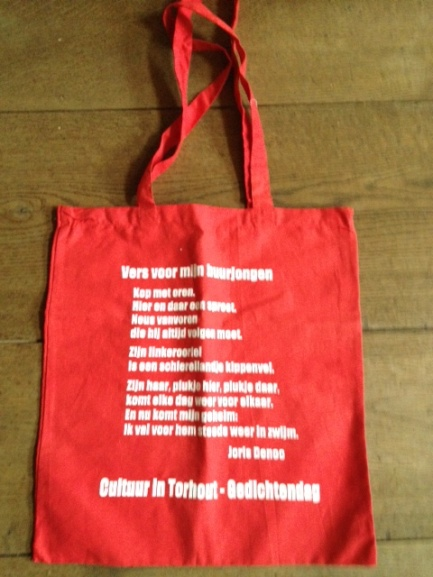 Vers voor mijn buurjongen
Kop met oren.
Hier en daar een sproet.
Neus vanvoren
die hij altijd volgen moet.
Zijn linkeroorlel
is een schiereilandje kippenvel.
Zijn haar, plukje hier, plukje daar,
komt elke dag weer voor elkaar.
En nu komt mijn geheim:
ik val voor hem steeds weer in zwijm.
Joris Denoo
Cultuur in Torhout - Gedichtendag